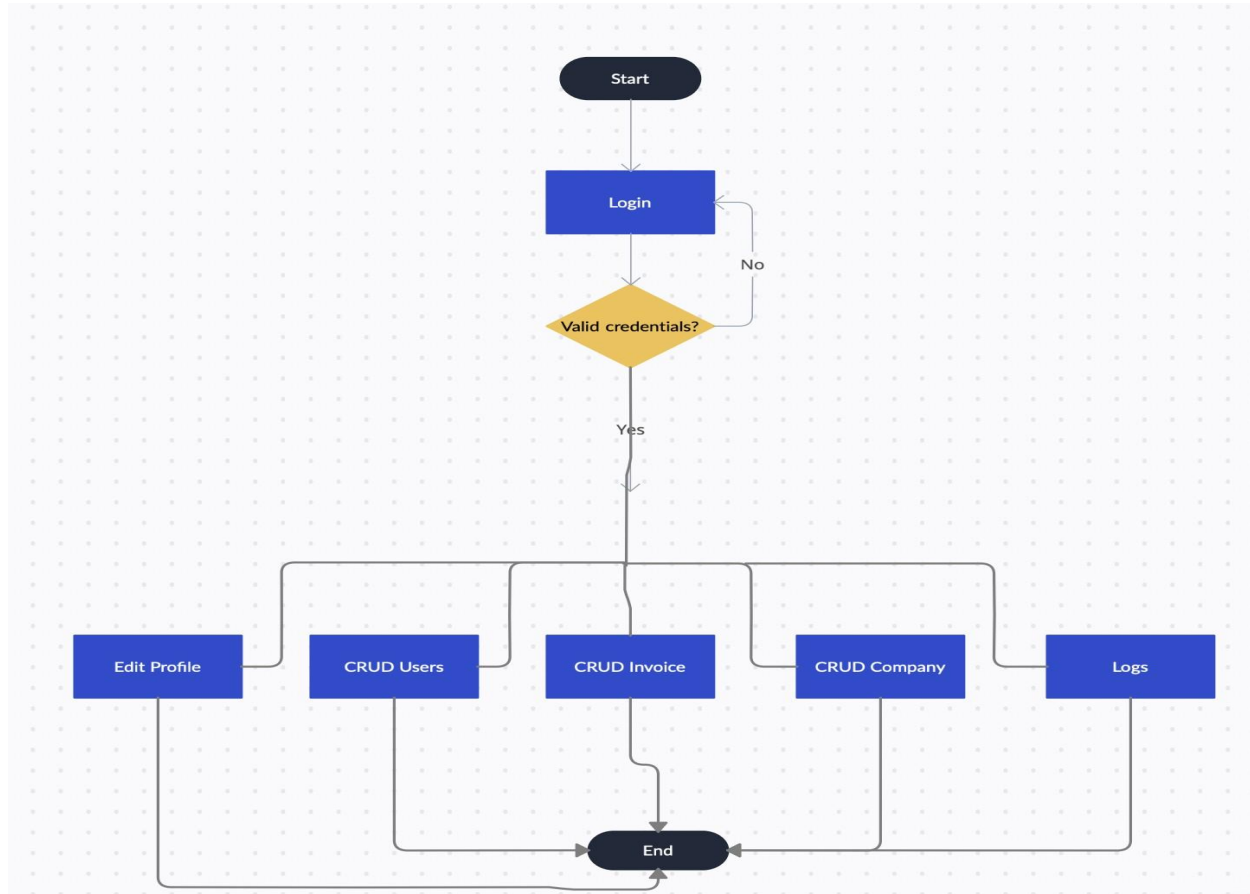 Start
Login
No
Valid credentials?
Yes
Edit Profile
CRUD Users
CRUD Invoice
CRUD Company
Logs
End